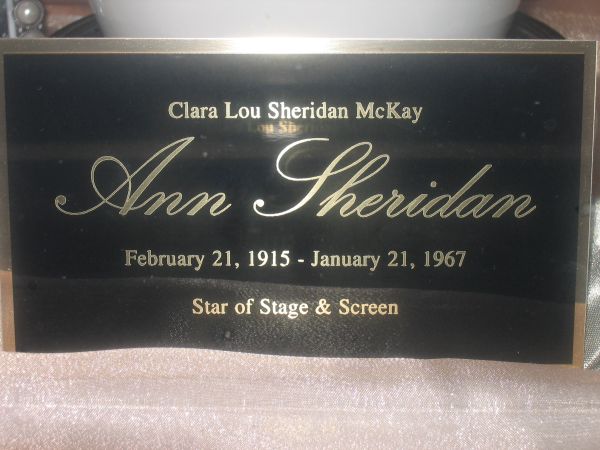 Clara Lou Sheridan McKay
Ann Sheridan
February 21, 1915 - January 21, 1967
Star of Stage & Screen